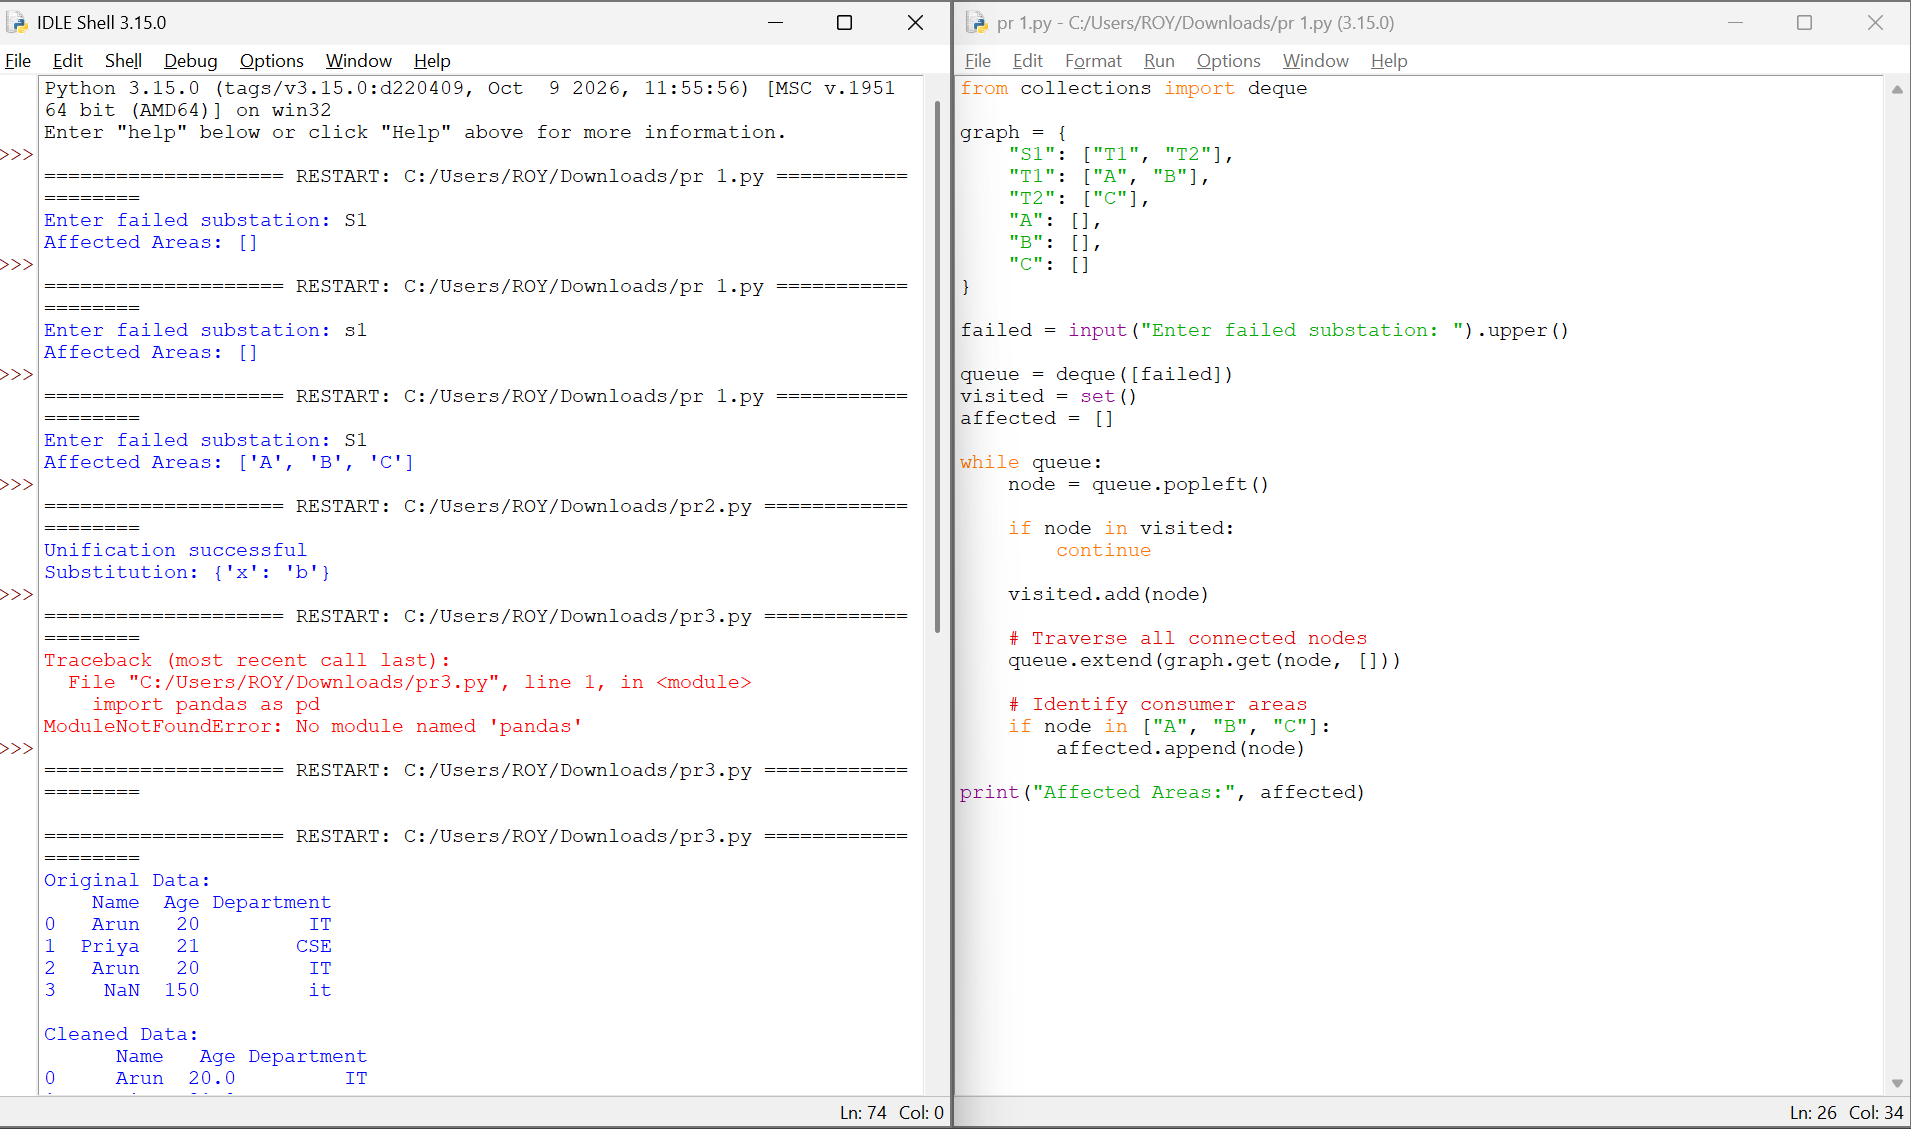 IDLE Shell 3.15.0
File Edit Shell Debug Options Window Help
Python 3.15.0 (tags/v3.15.0:d220409, Oct  9 2026, 11:55:56) [MSC v.1951
64 bit (AMD64)] on win32
Enter "help" below or click "Help" above for more information.
>>>
==================== RESTART: C:/Users/ROY/Downloads/pr 1.py ===========
========
Enter failed substation: S1
Affected Areas: []
>>>
==================== RESTART: C:/Users/ROY/Downloads/pr 1.py ===========
========
Enter failed substation: s1
Affected Areas: []
>>>
==================== RESTART: C:/Users/ROY/Downloads/pr 1.py ===========
========
Enter failed substation: S1
Affected Areas: ['A', 'B', 'C']
>>>
==================== RESTART: C:/Users/ROY/Downloads/pr2.py ============
========
Unification successful
Substitution: {'x': 'b'}
>>>
==================== RESTART: C:/Users/ROY/Downloads/pr3.py ============
========
Traceback (most recent call last):
  File "C:/Users/ROY/Downloads/pr3.py", line 1, in <module>
    import pandas as pd
ModuleNotFoundError: No module named 'pandas'
>>>
==================== RESTART: C:/Users/ROY/Downloads/pr3.py ============
========
==================== RESTART: C:/Users/ROY/Downloads/pr3.py ============
========
Original Data:
    Name  Age Department
0   Arun   20         IT
1  Priya   21        CSE
2   Arun   20         IT
3    NaN  150         it
Cleaned Data:
      Name   Age Department
0     Arun  20.0         IT
Ln: 74 Col: 0
pr 1.py - C:/Users/ROY/Downloads/pr 1.py (3.15.0)
File Edit Format Run Options Window Help
from collections import deque
graph = {
    "S1": ["T1", "T2"],
    "T1": ["A", "B"],
    "T2": ["C"],
    "A": [],
    "B": [],
    "C": []
}
failed = input("Enter failed substation: ").upper()
queue = deque([failed])
visited = set()
affected = []
while queue:
    node = queue.popleft()
    if node in visited:
        continue
    visited.add(node)
    # Traverse all connected nodes
    queue.extend(graph.get(node, []))
    # Identify consumer areas
    if node in ["A", "B", "C"]:
        affected.append(node)
print("Affected Areas:", affected)
Ln: 26 Col: 34